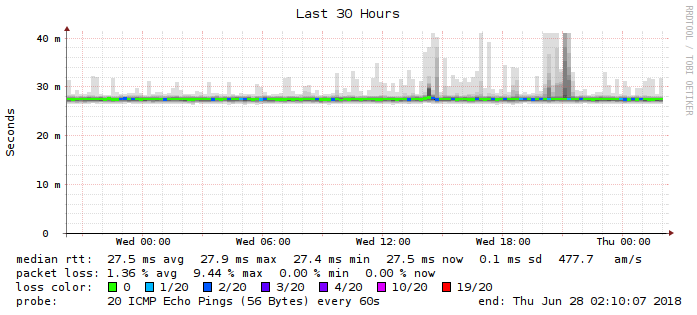 Last 30 Hours
RRDTOOL / TOBI OETIKER
Seconds
40 m
30 m
20 m
10 m
0
Wed 00:00 Wed 06:00 Wed 12:00 Wed 18:00 Thu 00:00
median rtt: 27.5 ms avg 27.9 ms max 27.4 ms min 27.5 ms now 0.1 ms sd 477.7 am/s
packet loss: 1.36 % avg 9.44 % max 0.00 % min 0.00 % now
loss color: 0 1/20 2/20 3/20 4/20 10/20 19/20
probe: 20 ICMP Echo Pings (56 Bytes) every 60s end: Thu Jun 28 02:10:07 2018